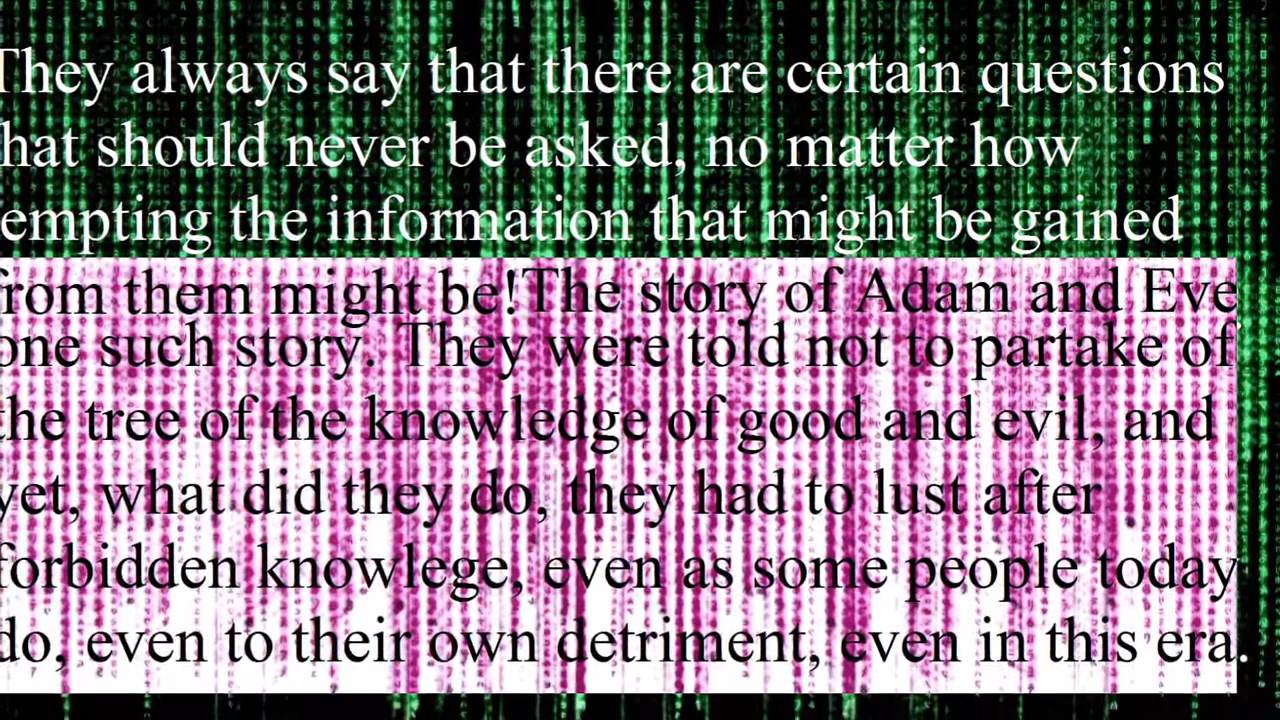 They always say that there are certain questions
hat should never be asked, no matter how
empting the information that might be gained
from them might be!The story of Adam and Eve
one such story. They were told not to partake of
the tree of the knowledge of good and evil, and
yet, what did they do, they had to lust after
forbidden knowlege, even as some people today
do, even to their own detriment, even in this era.